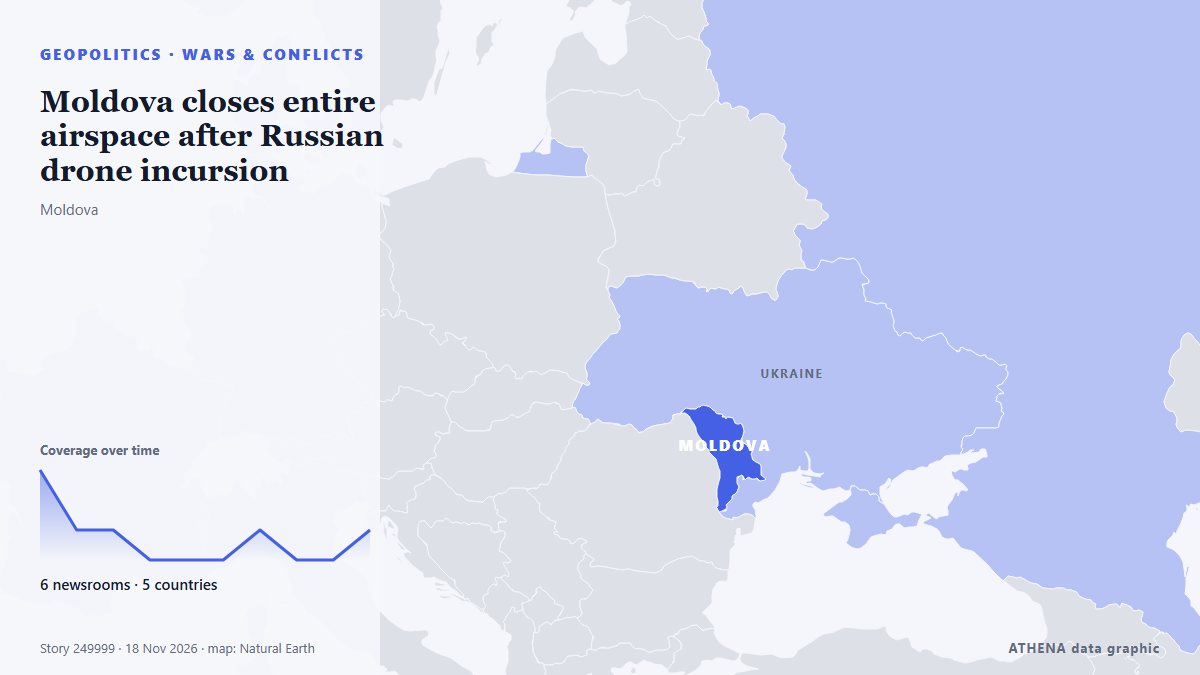 GEOPOLITICS · WARS & CONFLICTS
Moldova closes entire
airspace after Russian
drone incursion
Moldova
UKRAINE
MOLDOVA
Coverage over time
6 newsrooms · 5 countries
Story 249999 · 18 Nov 2026 · map: Natural Earth
ATHENA data graphic